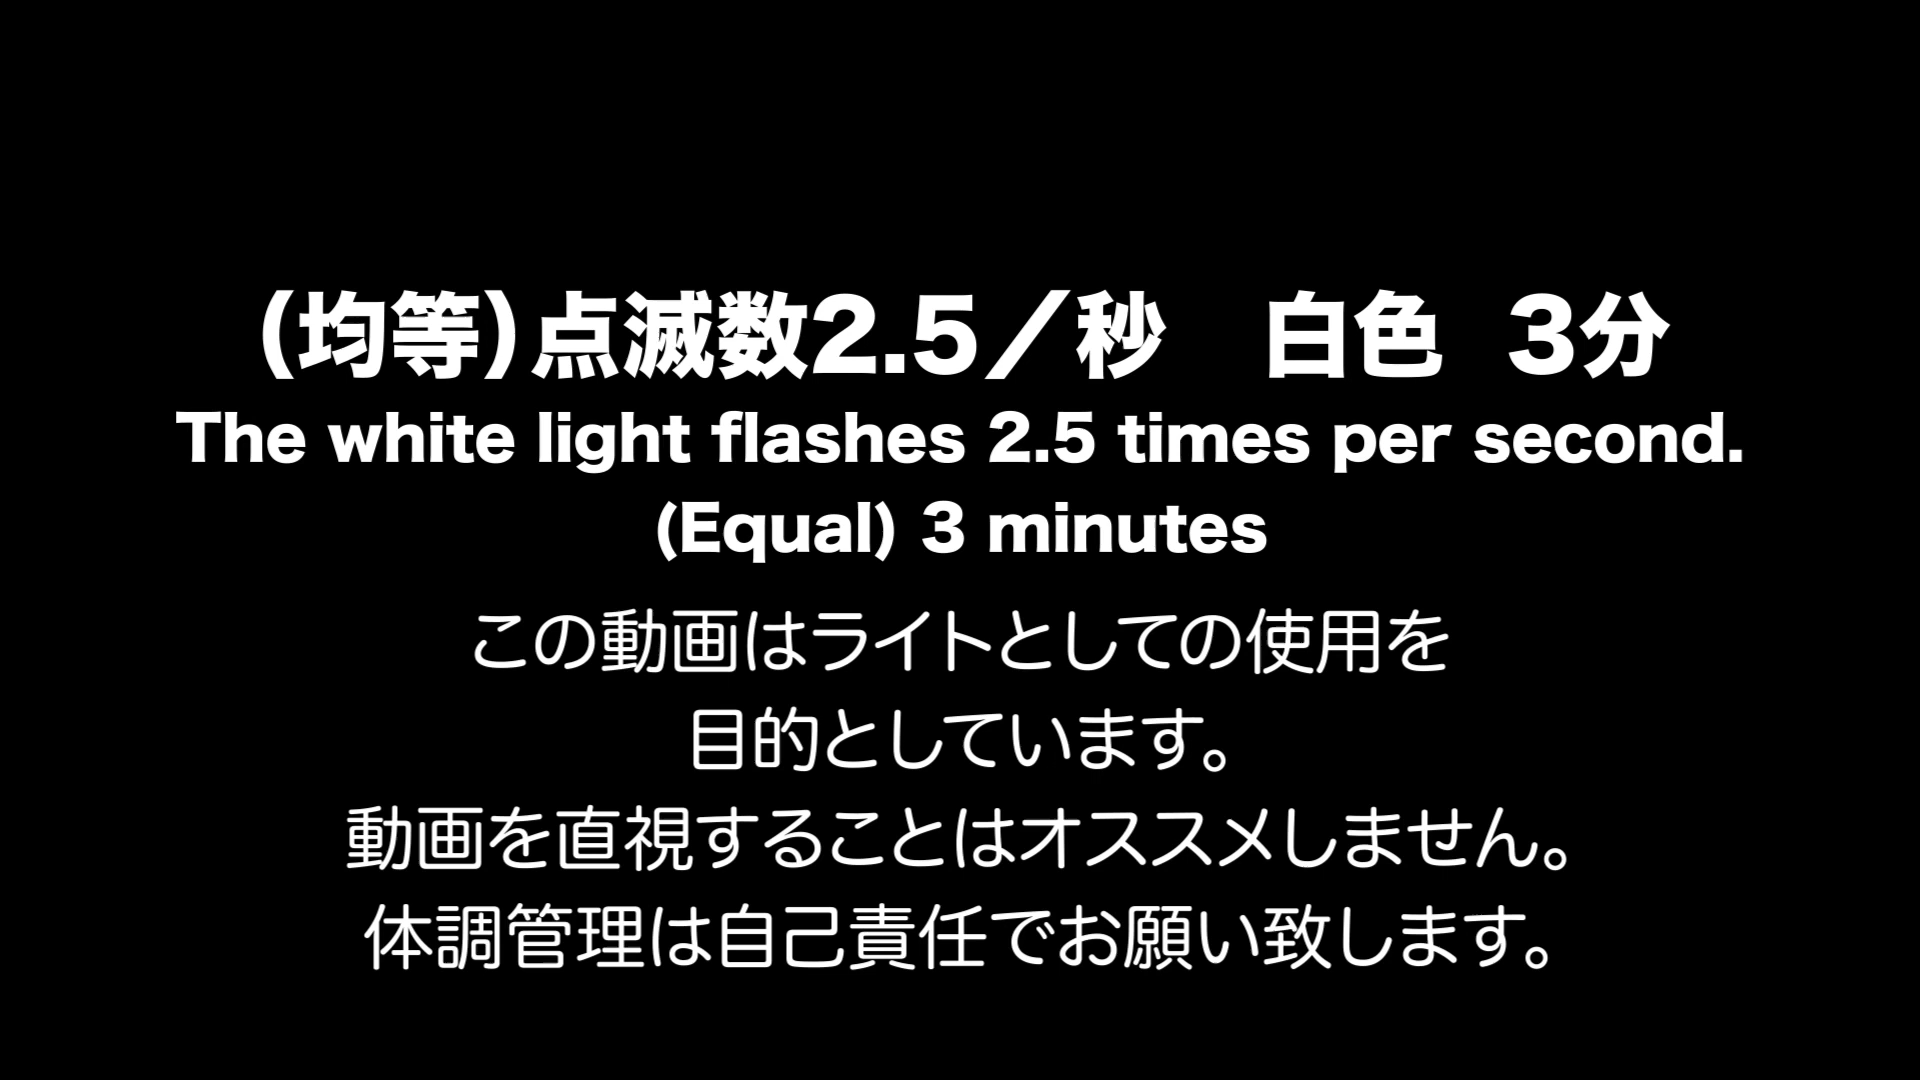 （均等）点滅数2.5／秒　白色　3分
The white light flashes 2.5 times per second.
(Equal) 3 minutes
この動画はライトとしての使用を
目的としています。
動画を直視することはオススメしません。
体調管理は自己責任でお願い致します。